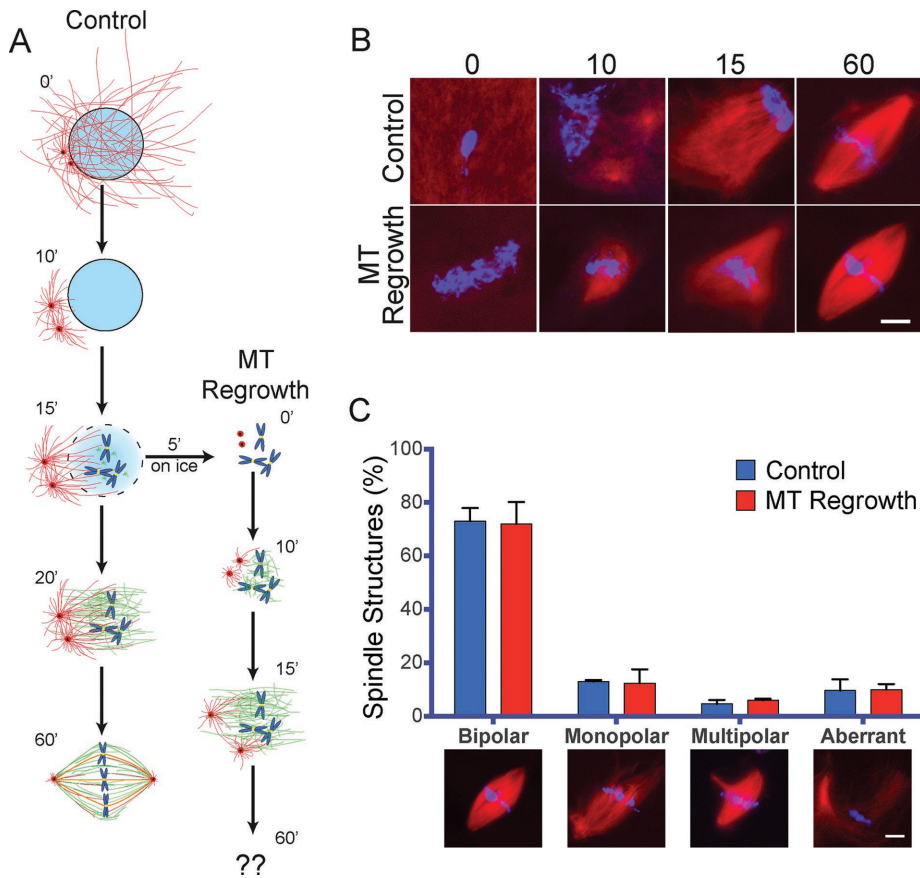 A
Control
0'
10'
15'
5'
on ice
20'
60'
MT
Regrowth
0'
10'
15'
60'
??
B
0 10 15 60
Control
MT
Regrowth
C
Spindle Structures (%)
100
80
60
40
20
0
Control
MT Regrowth
Bipolar Monopolar Multipolar Aberrant